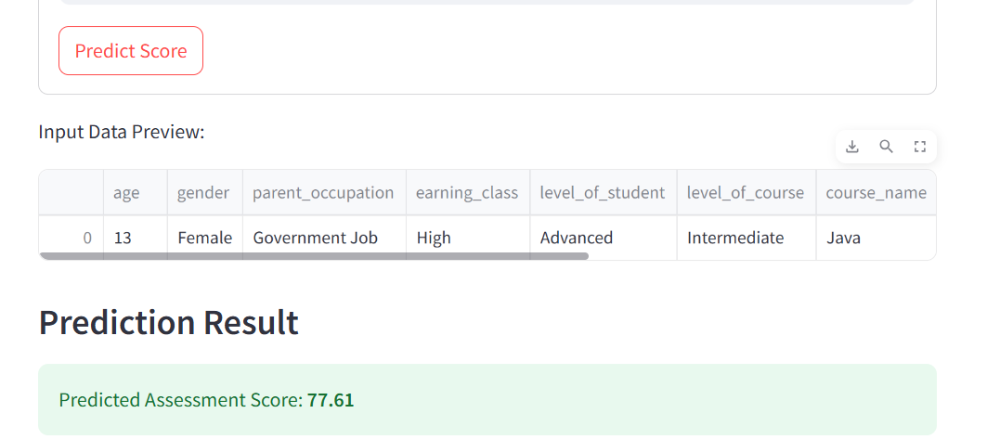 Predict Score
Input Data Preview:
age gender parent_occupation earning_class level_of_student level_of_course course_name
0 13 Female Government Job High Advanced Intermediate Java
Prediction Result
Predicted Assessment Score: 77.61